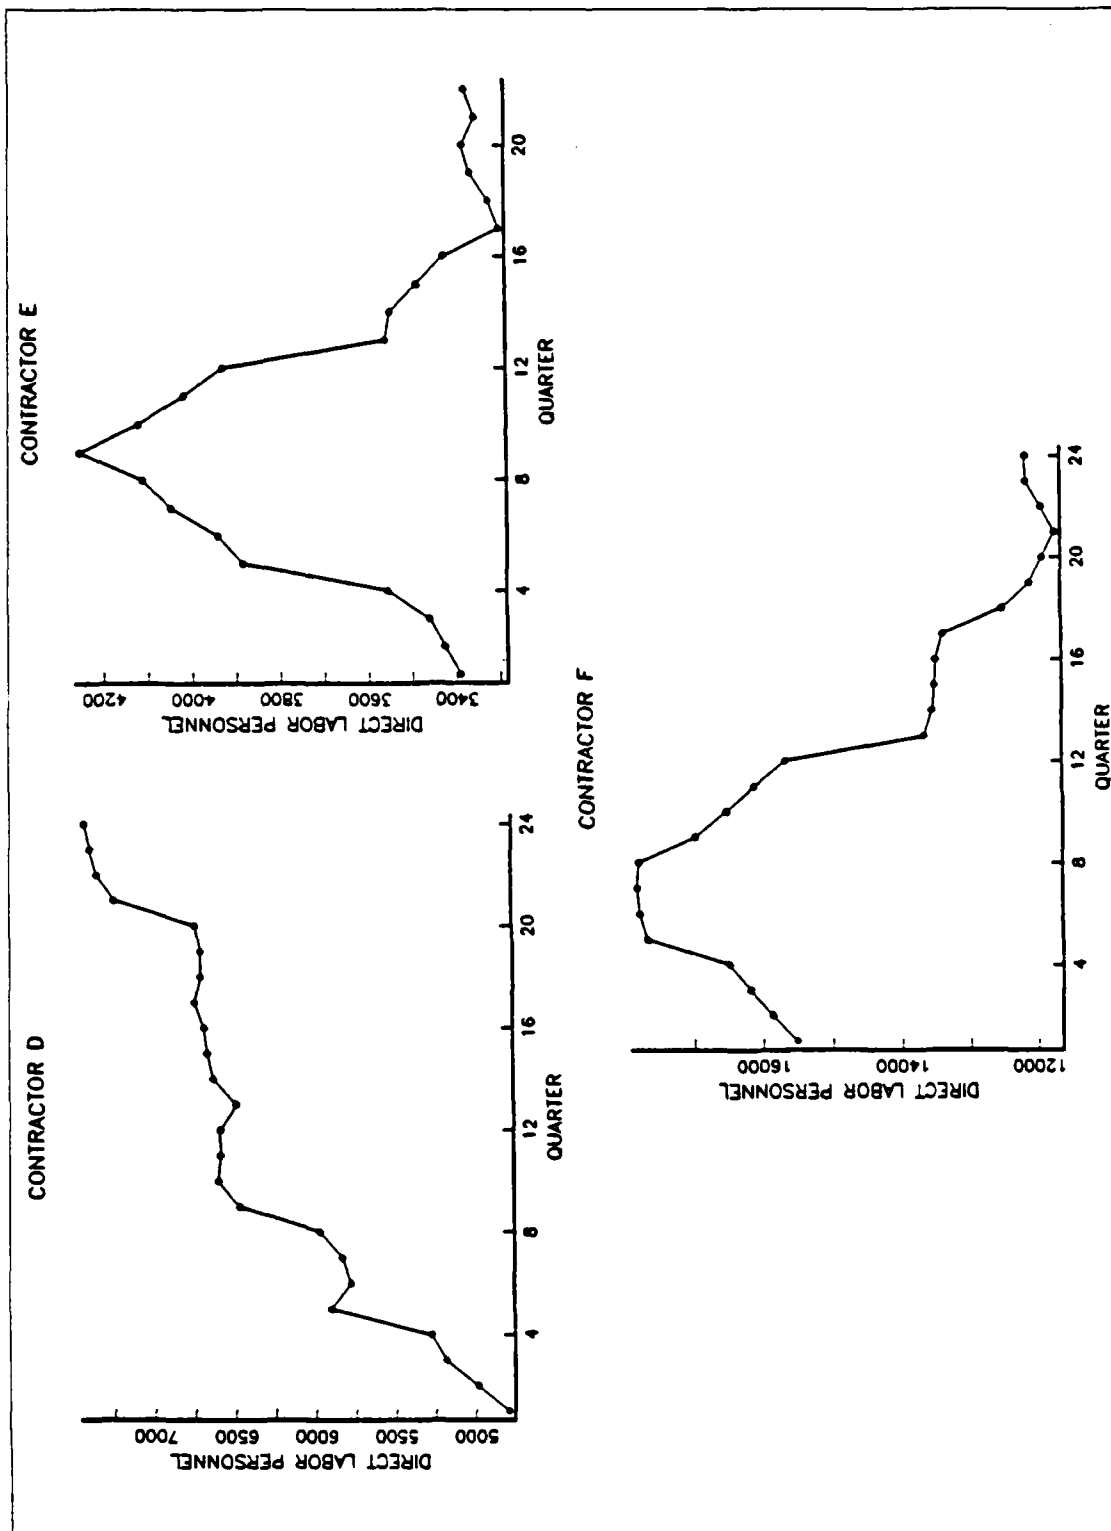 CONTRACTOR D
DIRECT LABOR PERSONNEL
7000
6500
6000
5500
5000
4 8 12 16 20 24
QUARTER
CONTRACTOR E
DIRECT LABOR PERSONNEL
4200
4000
3800
3600
3400
4 8 12 16 20
QUARTER
CONTRACTOR F
DIRECT LABOR PERSONNEL
16000
14000
12000
4 8 12 16 20 24
QUARTER